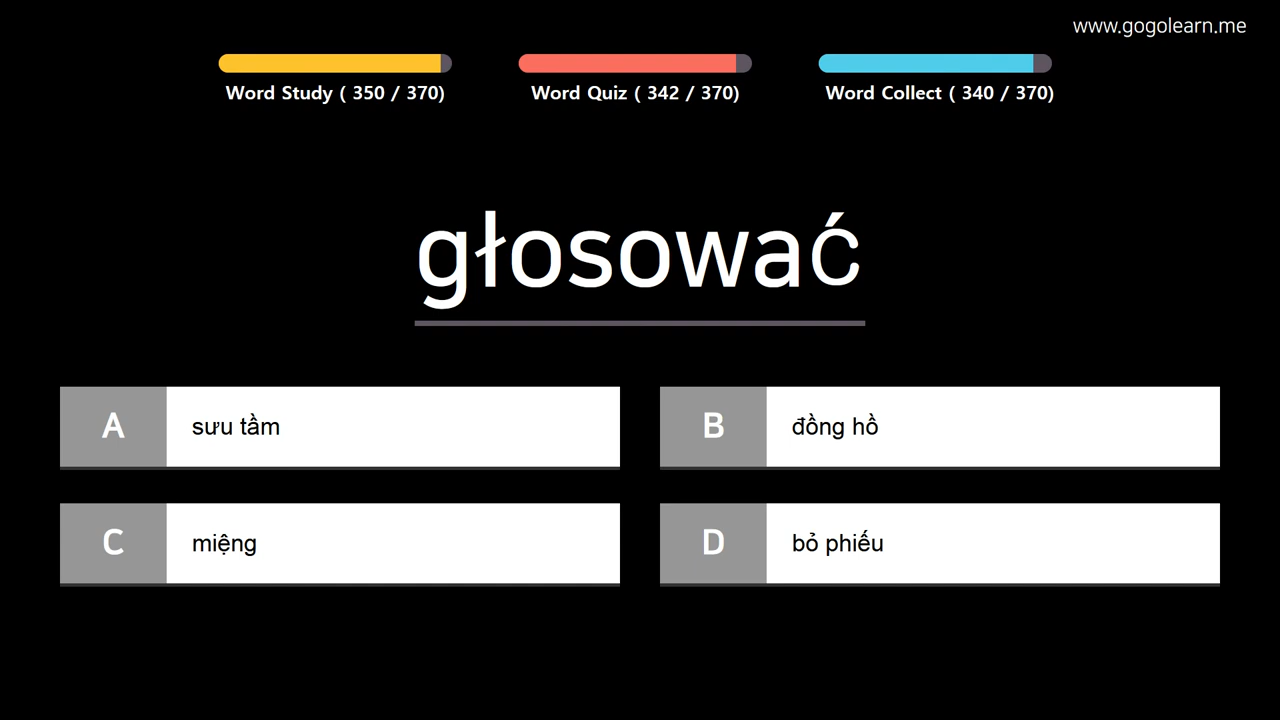 www.gogolearn.me
Word Study ( 350 / 370)
Word Quiz ( 342 / 370)
Word Collect ( 340 / 370)
głosować
A
sưu tầm
B
đồng hồ
C
miệng
D
bỏ phiếu